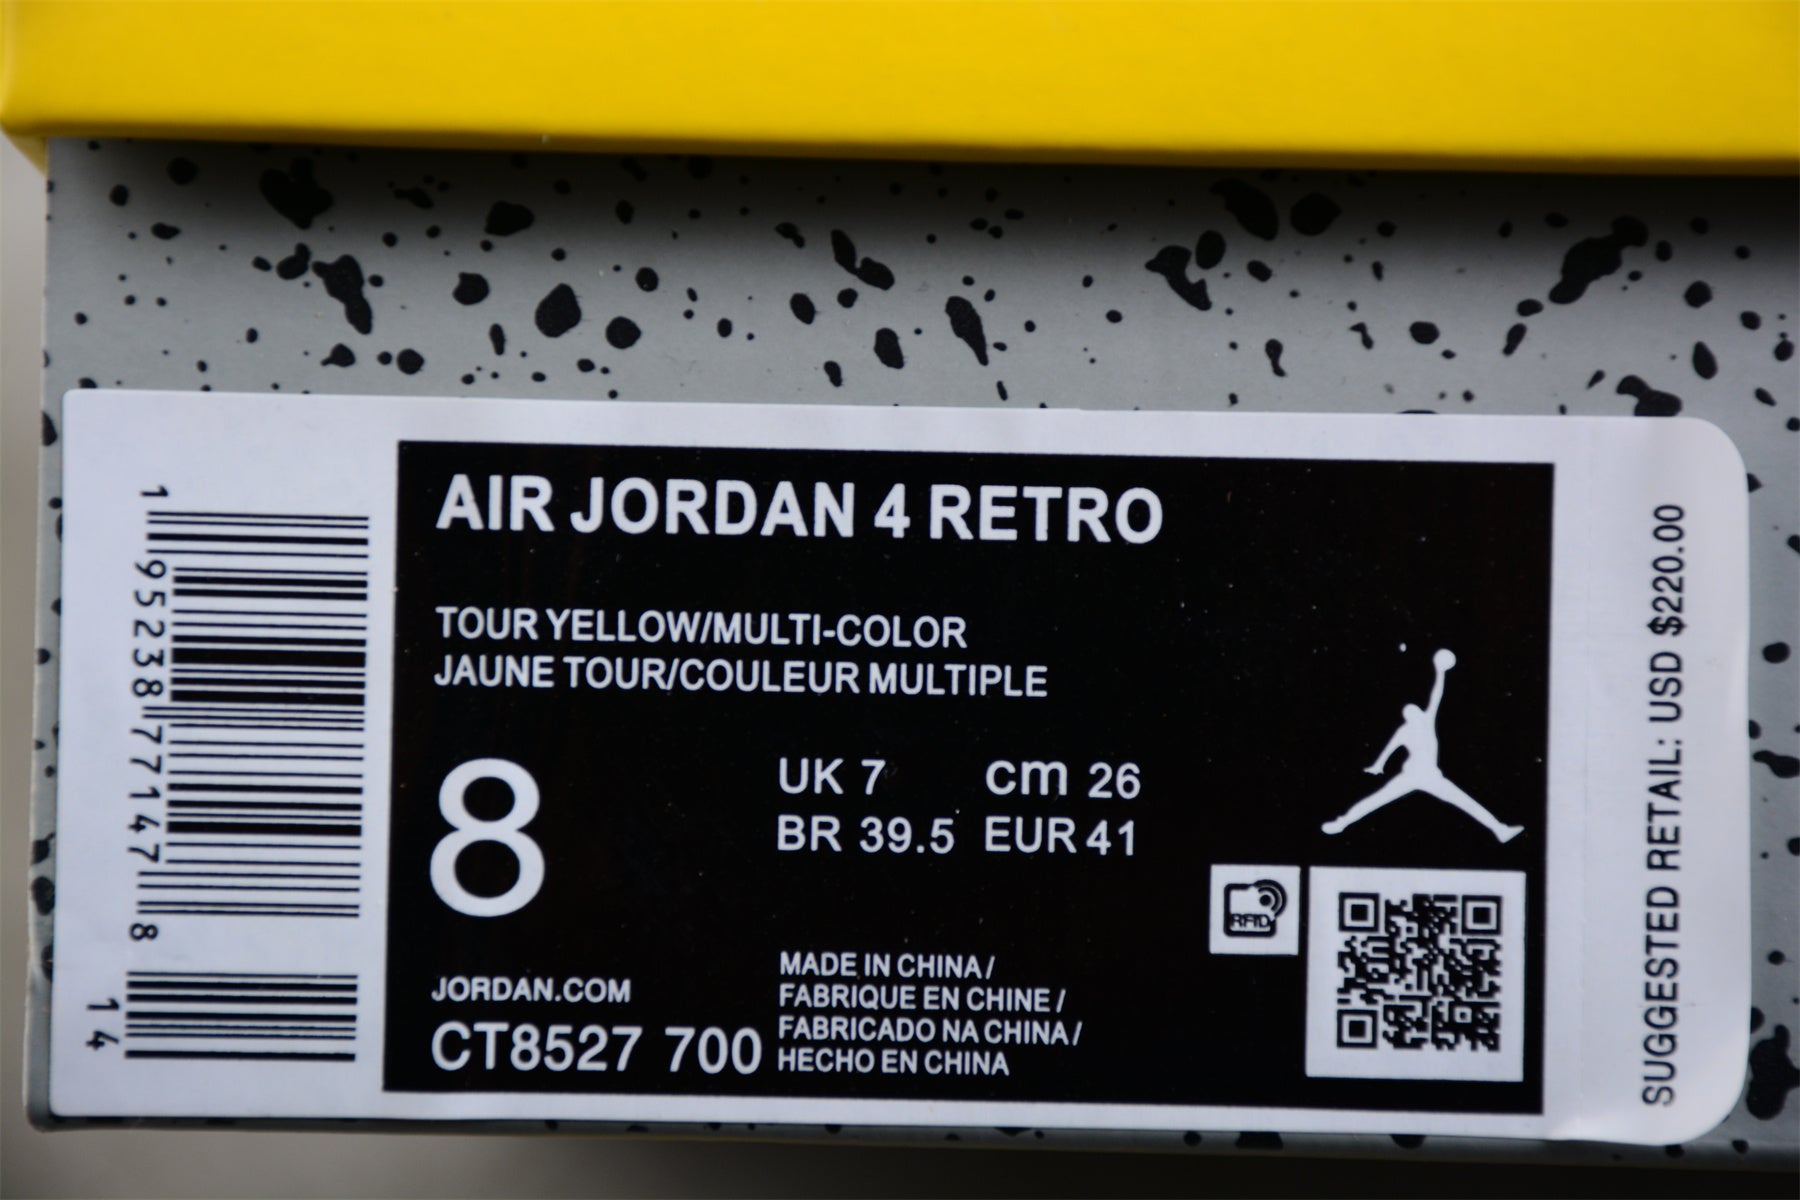 AIR JORDAN 4 RETRO
TOUR YELLOW/MULTI-COLOR
JAUNE TOUR/COULEUR MULTIPLE
8
UK 7 cm 26
BR 39.5 EUR 41
RFID
JORDAN.COM
CT8527 700
MADE IN CHINA/
FABRIQUE EN CHINE /
FABRICADO NA CHINA/
HECHO EN CHINA
1 95238 77147 8
14
SUGGESTED RETAIL: USD $220.00